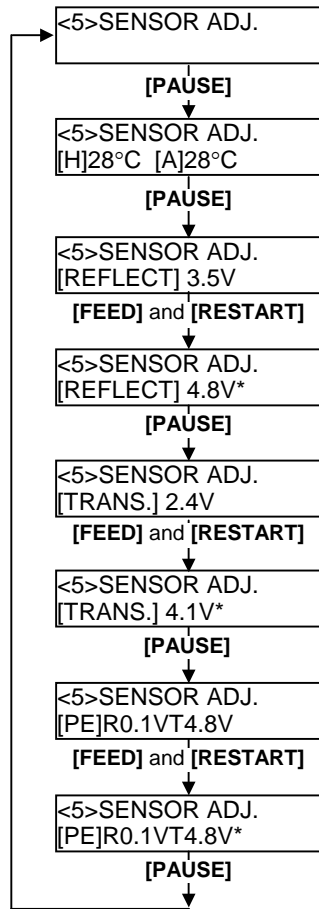 <5>SENSOR ADJ.
[PAUSE]
<5>SENSOR ADJ.
[H]28°C [A]28°C
[PAUSE]
<5>SENSOR ADJ.
[REFLECT] 3.5V
[FEED] and [RESTART]
<5>SENSOR ADJ.
[REFLECT] 4.8V*
[PAUSE]
<5>SENSOR ADJ.
[TRANS.] 2.4V
[FEED] and [RESTART]
<5>SENSOR ADJ.
[TRANS.] 4.1V*
[PAUSE]
<5>SENSOR ADJ.
[PE]R0.1VT4.8V
[FEED] and [RESTART]
<5>SENSOR ADJ.
[PE]R0.1VT4.8V*
[PAUSE]